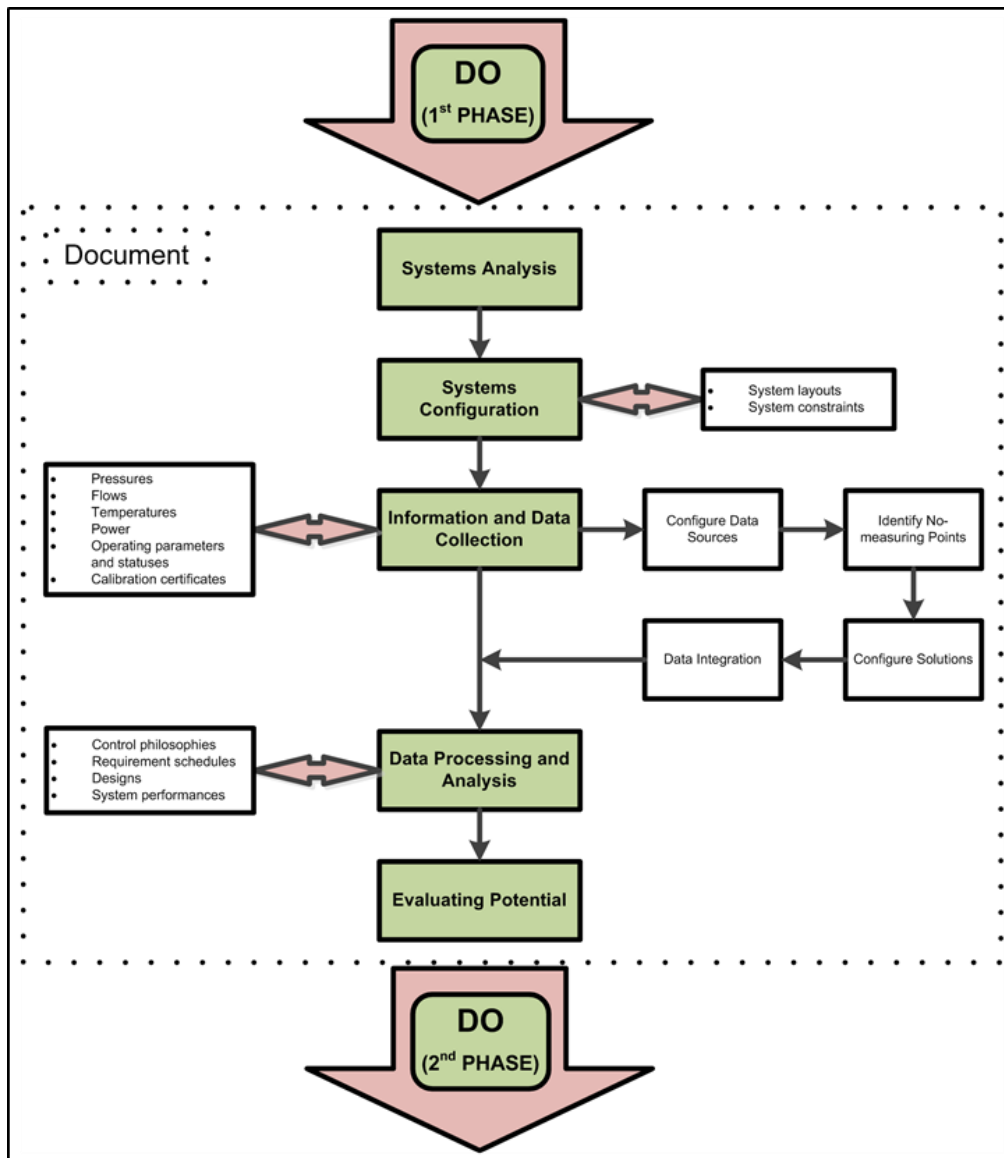 DO
(1st PHASE)
Document
Systems Analysis
Systems
Configuration
• System layouts
• System constraints
• Pressures
• Flows
• Temperatures
• Power
• Operating parameters
and statuses
• Calibration certificates
Information and Data
Collection
Configure Data
Sources
Identify No-
measuring Points
Data Integration
Configure Solutions
• Control philosophies
• Requirement schedules
• Designs
• System performances
Data Processing and
Analysis
Evaluating Potential
DO
(2nd PHASE)